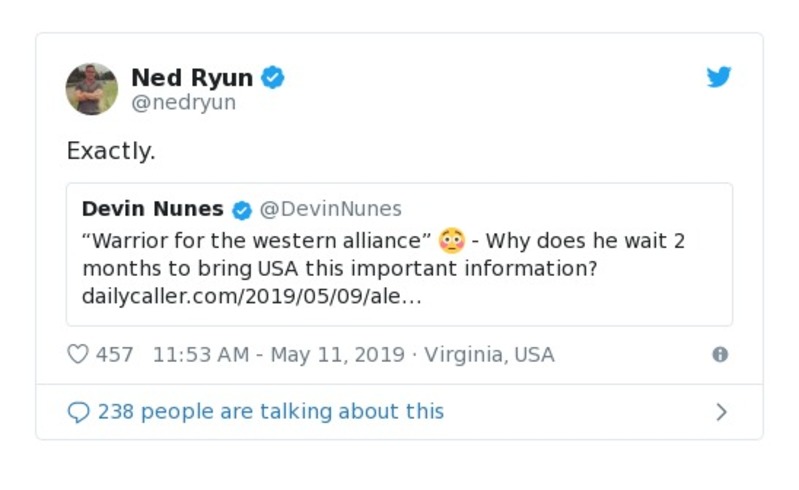 Ned Ryun
@nedryun
Exactly.
Devin Nunes @DevinNunes
“Warrior for the western alliance” 😳 - Why does he wait 2
months to bring USA this important information?
dailycaller.com/2019/05/09/ale…
457 11:53 AM - May 11, 2019 · Virginia, USA
238 people are talking about this